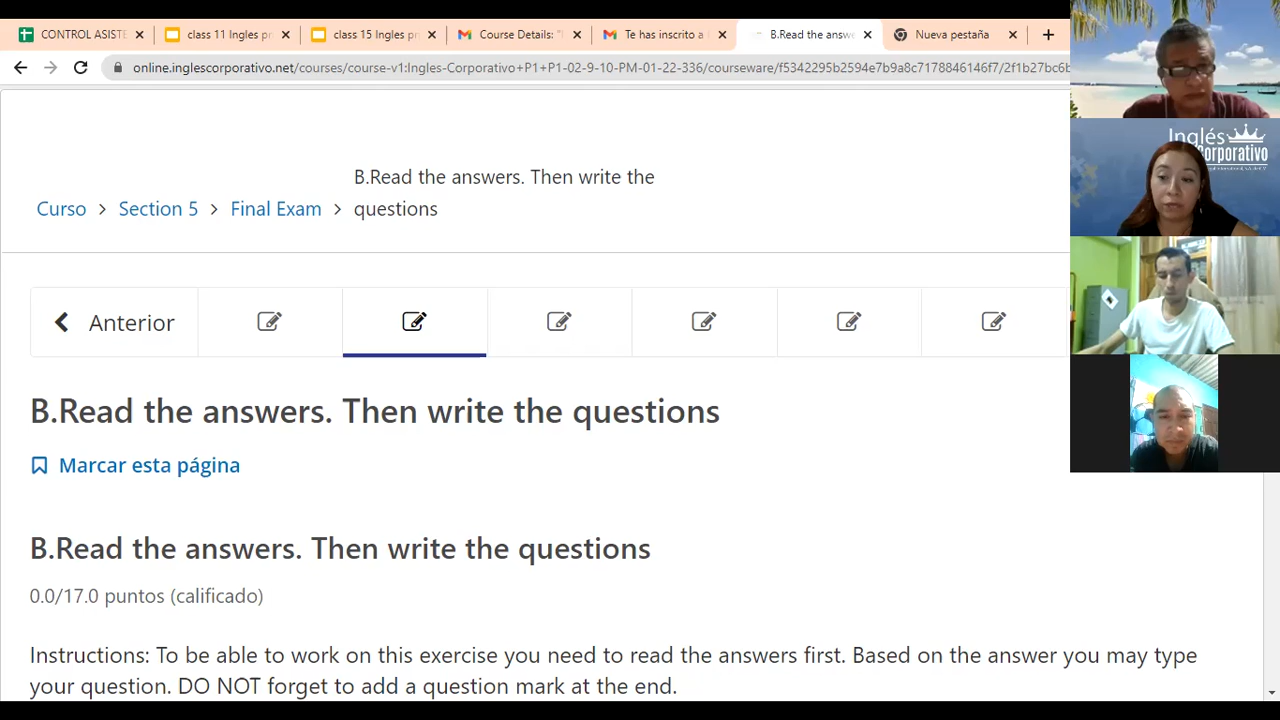 CONTROL ASISTE
class 11 Ingles pr
class 15 Ingles pr
Course Details: "
Te has inscrito a
B.Read the answe
Nueva pestaña
online.inglescorporativo.net/courses/course-v1:Ingles-Corporativo+P1+P1-02-9-10-PM-01-22-336/courseware/f5342295b2594e7b9a8c7178846146f7/2f1b27bc6b
Inglés
Corporativo
B.Read the answers. Then write the
Curso > Section 5 > Final Exam > questions
Anterior
B.Read the answers. Then write the questions
Marcar esta página
B.Read the answers. Then write the questions
0.0/17.0 puntos (calificado)
Instructions: To be able to work on this exercise you need to read the answers first. Based on the answer you may type
your question. DO NOT forget to add a question mark at the end.